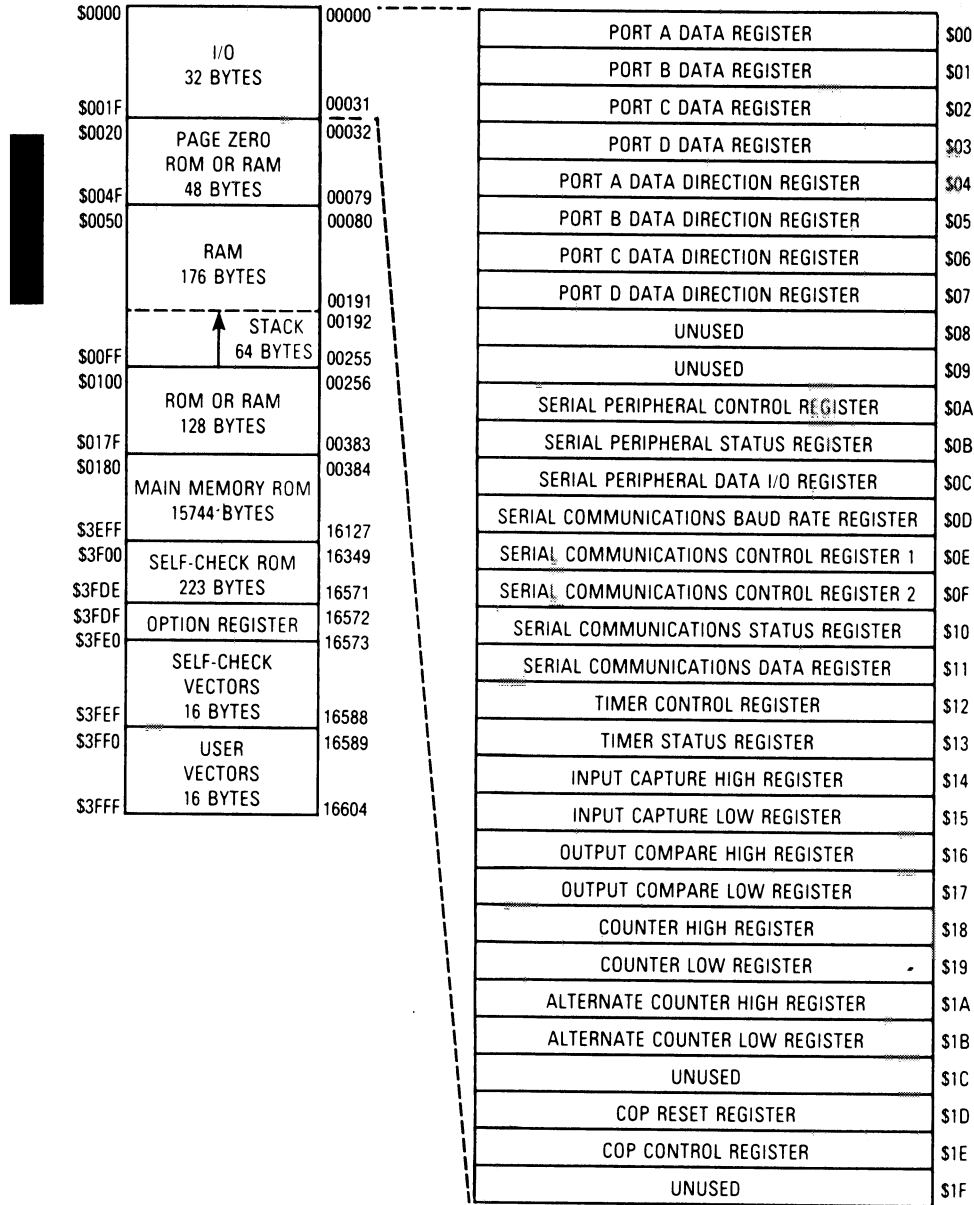 $0000
00000
I/O
32 BYTES
$001F
00031
$0020
00032
PAGE ZERO
ROM OR RAM
48 BYTES
$004F
00079
$0050
00080
RAM
176 BYTES
00191
00192
STACK
64 BYTES
$00FF
00255
$0100
00256
ROM OR RAM
128 BYTES
$017F
00383
$0180
00384
MAIN MEMORY ROM
15744 BYTES
$3EFF
16127
$3F00
16349
SELF-CHECK ROM
223 BYTES
$3FDE
16571
$3FDF
OPTION REGISTER
16572
$3FE0
16573
SELF-CHECK
VECTORS
16 BYTES
$3FEF
16588
$3FF0
16589
USER
VECTORS
16 BYTES
$3FFF
16604
PORT A DATA REGISTER $00
PORT B DATA REGISTER $01
PORT C DATA REGISTER $02
PORT D DATA REGISTER $03
PORT A DATA DIRECTION REGISTER $04
PORT B DATA DIRECTION REGISTER $05
PORT C DATA DIRECTION REGISTER $06
PORT D DATA DIRECTION REGISTER $07
UNUSED $08
UNUSED $09
SERIAL PERIPHERAL CONTROL REGISTER $0A
SERIAL PERIPHERAL STATUS REGISTER $0B
SERIAL PERIPHERAL DATA I/O REGISTER $0C
SERIAL COMMUNICATIONS BAUD RATE REGISTER $0D
SERIAL COMMUNICATIONS CONTROL REGISTER 1 $0E
SERIAL COMMUNICATIONS CONTROL REGISTER 2 $0F
SERIAL COMMUNICATIONS STATUS REGISTER $10
SERIAL COMMUNICATIONS DATA REGISTER $11
TIMER CONTROL REGISTER $12
TIMER STATUS REGISTER $13
INPUT CAPTURE HIGH REGISTER $14
INPUT CAPTURE LOW REGISTER $15
OUTPUT COMPARE HIGH REGISTER $16
OUTPUT COMPARE LOW REGISTER $17
COUNTER HIGH REGISTER $18
COUNTER LOW REGISTER $19
ALTERNATE COUNTER HIGH REGISTER $1A
ALTERNATE COUNTER LOW REGISTER $1B
UNUSED $1C
COP RESET REGISTER $1D
COP CONTROL REGISTER $1E
UNUSED $1F